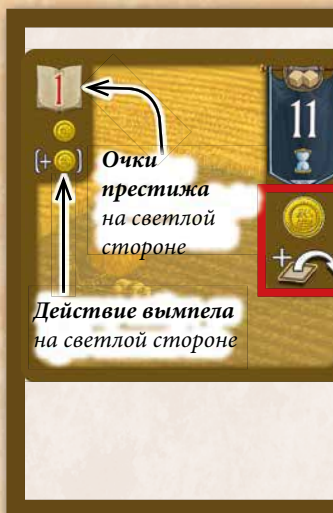 1
11
(+
)
Очки
престижа
на светлой
стороне
+
Действие вымпела
на светлой стороне